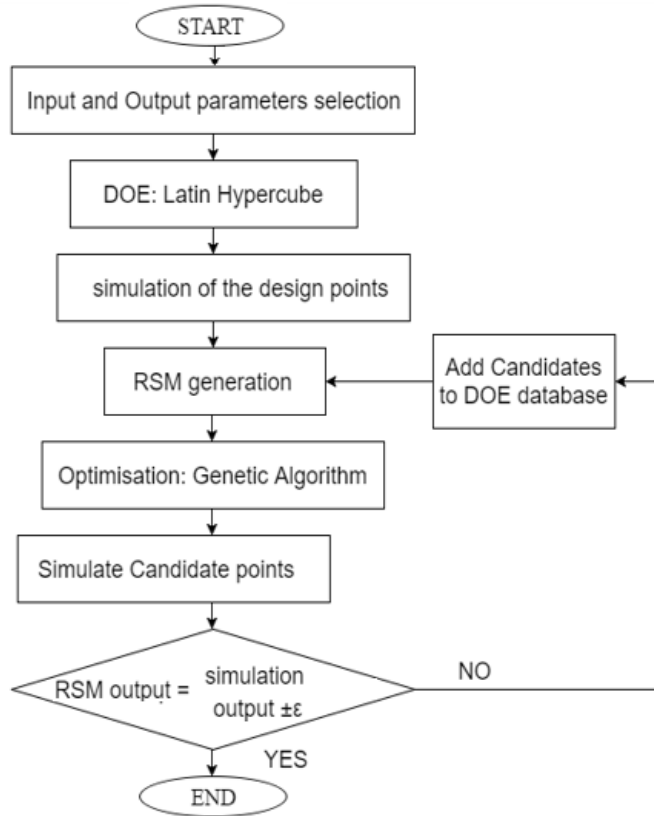 START
Input and Output parameters selection
DOE: Latin Hypercube
simulation of the design points
RSM generation
Add Candidates
to DOE database
Optimisation: Genetic Algorithm
Simulate Candidate points
RSM output = simulation
output ±ε
NO
YES
END